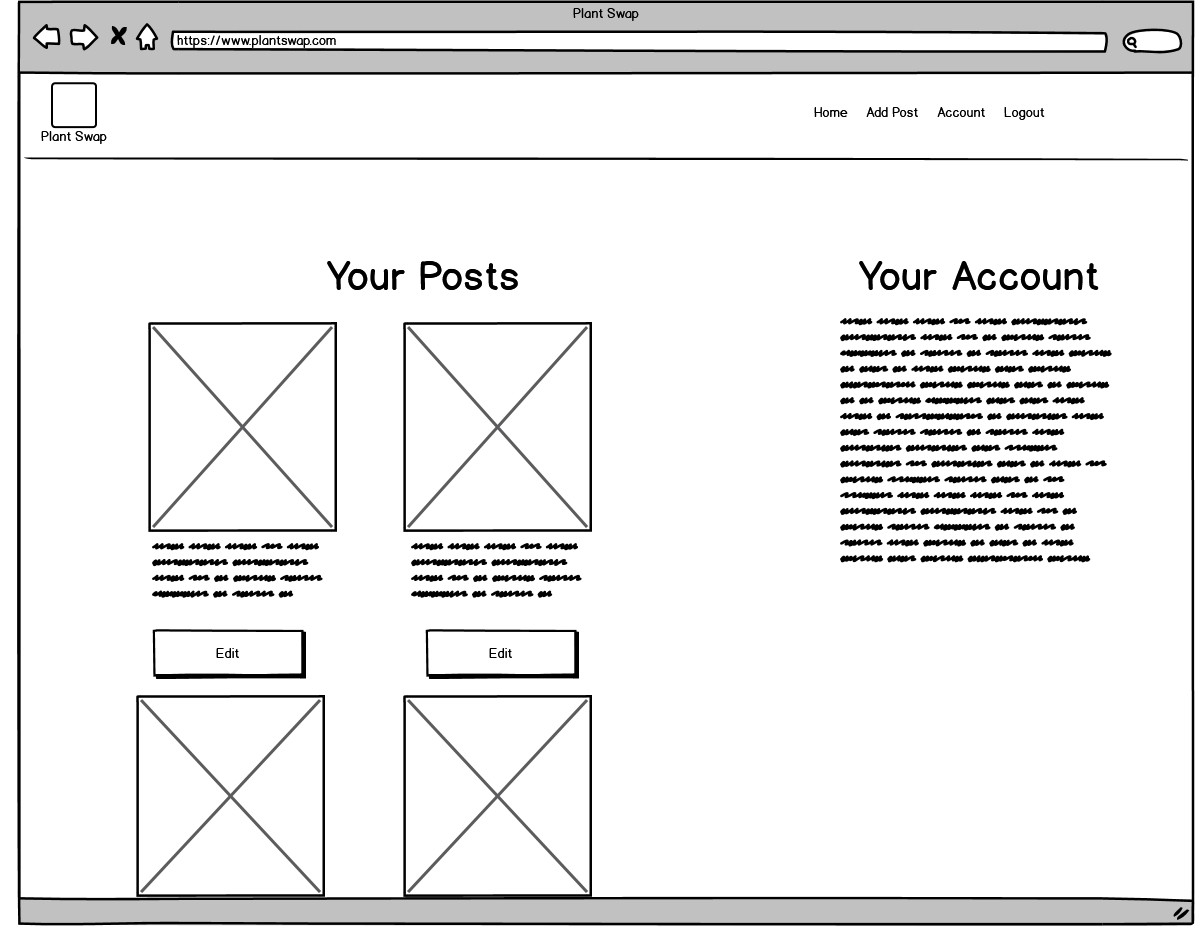 Plant Swap
https://www.plantswap.com
Plant Swap
Home Add Post Account Logout
Your Posts
Your Account
Edit
Edit